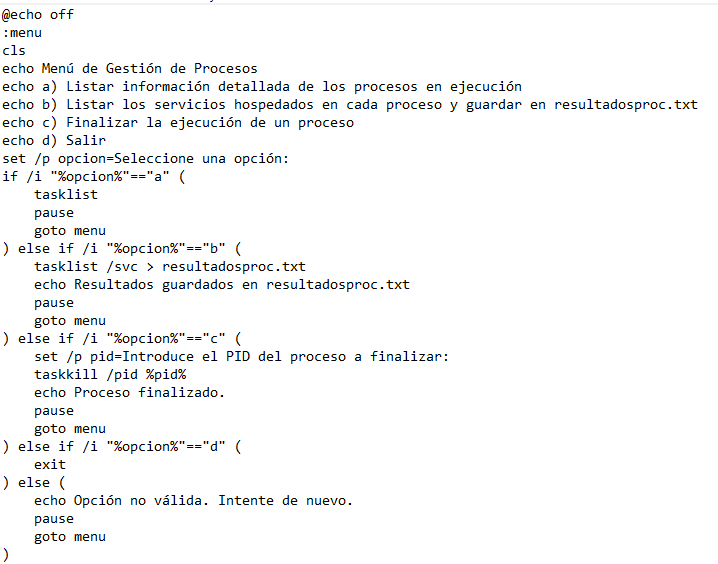 @echo off
:menu
cls
echo Menú de Gestión de Procesos
echo a) Listar información detallada de los procesos en ejecución
echo b) Listar los servicios hospedados en cada proceso y guardar en resultadosproc.txt
echo c) Finalizar la ejecución de un proceso
echo d) Salir
set /p opcion=Seleccione una opción:
if /i "%opcion%"=="a" (
    tasklist
    pause
    goto menu
) else if /i "%opcion%"=="b" (
    tasklist /svc > resultadosproc.txt
    echo Resultados guardados en resultadosproc.txt
    pause
    goto menu
) else if /i "%opcion%"=="c" (
    set /p pid=Introduce el PID del proceso a finalizar:
    taskkill /pid %pid%
    echo Proceso finalizado.
    pause
    goto menu
) else if /i "%opcion%"=="d" (
    exit
) else (
    echo Opción no válida. Intente de nuevo.
    pause
    goto menu
)